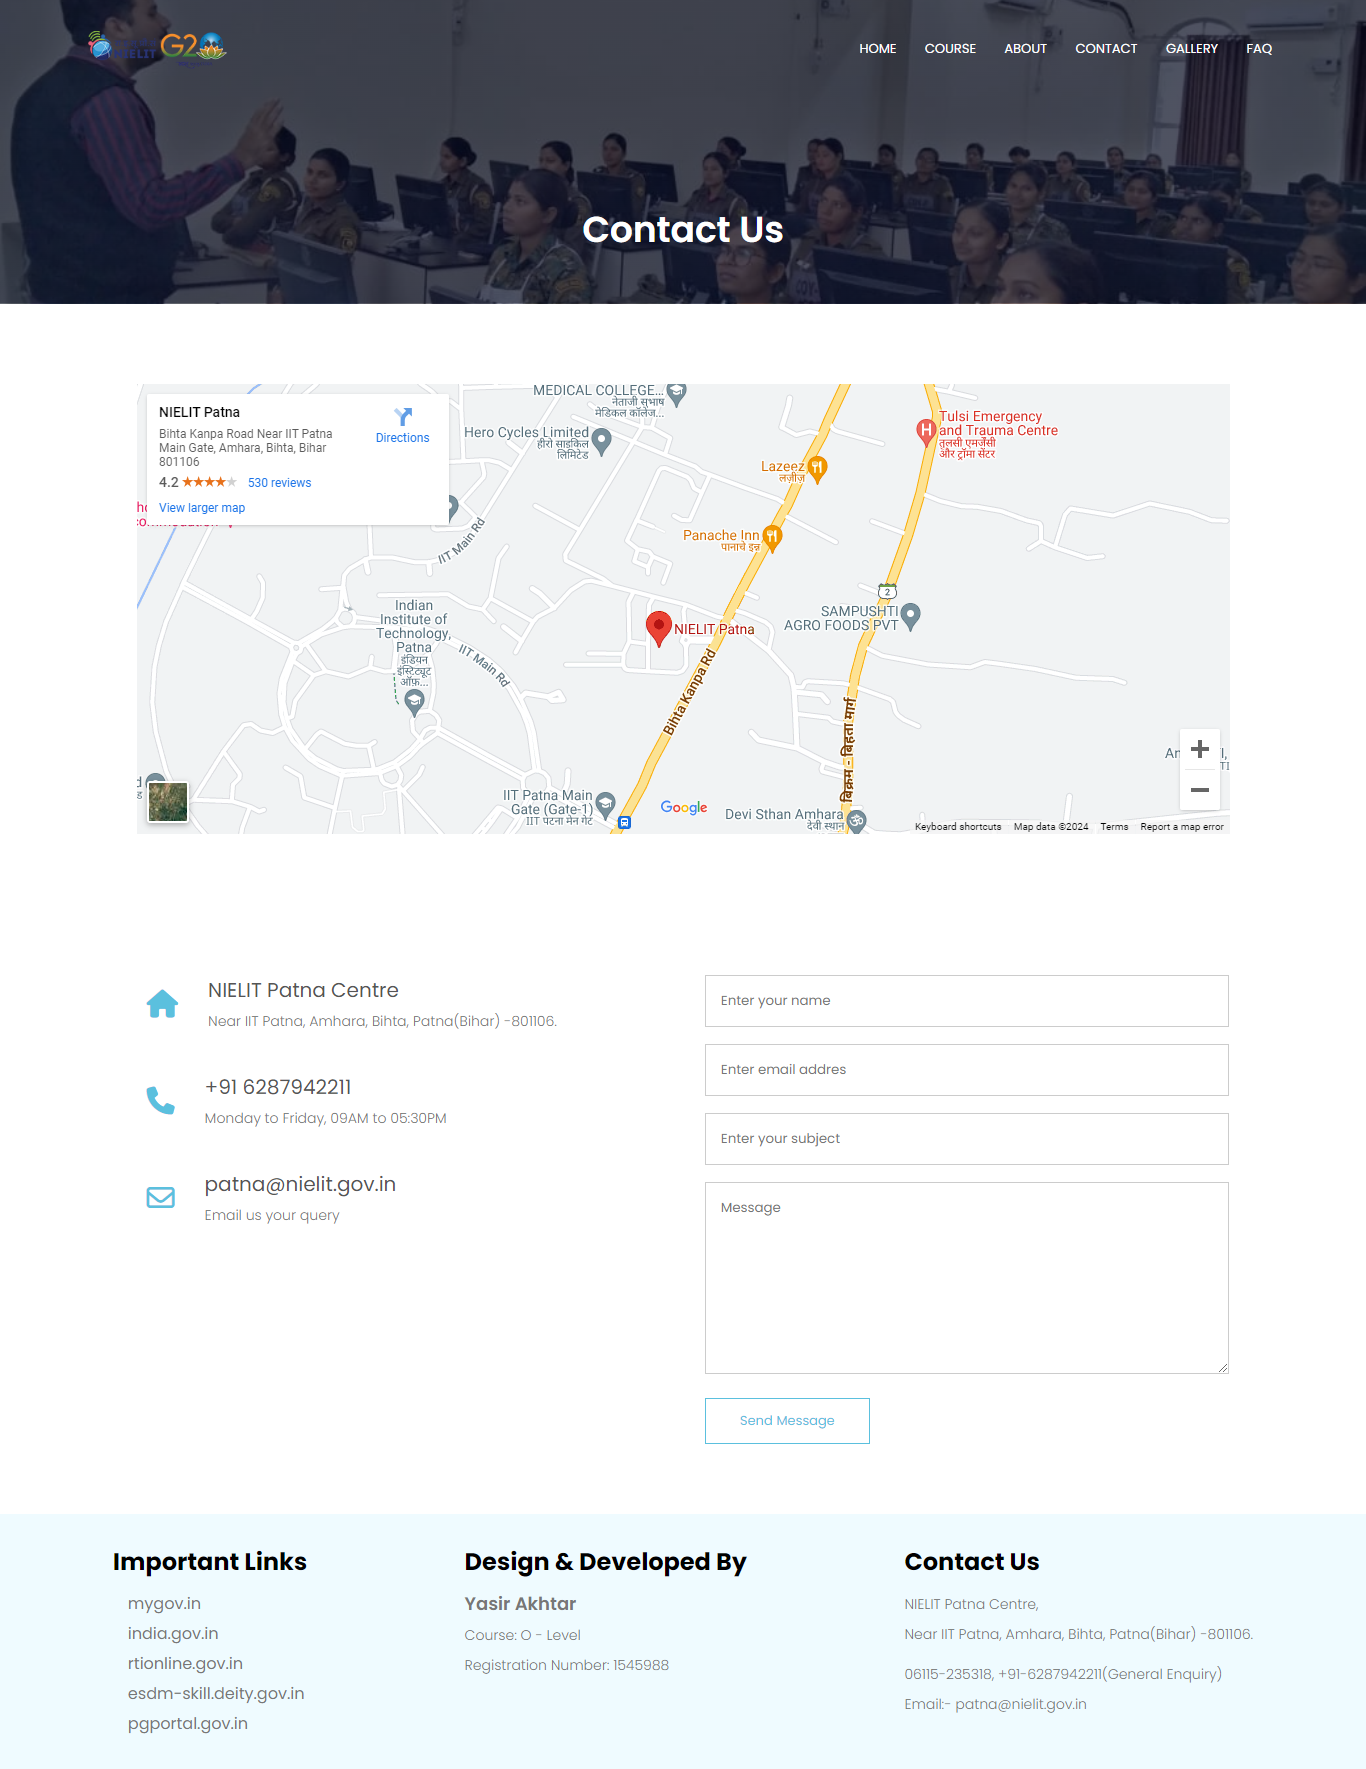 NIELIT G20
HOME COURSE ABOUT CONTACT GALLERY FAQ
Contact Us
NIELIT Patna
Bihta Kanpa Road Near IIT Patna
Main Gate, Amhara, Bihta, Bihar
801106
4.2 530 reviews
View larger map
Directions
MEDICAL COLLEGE...
नेताजी सुभाष
मेडिकल कॉलेज...
Hero Cycles Limited
हीरो साइकिल
लिमिटेड
Tulsi Emergency
and Trauma Centre
तुलसी एमर्जेंसी
और ट्रॉमा सेंटर
Lazeez
लज़ीज़
IIT Main Rd
Panache Inn
पानाचे इन्न
2
Indian
Institute of
Technology,
Patna
इंडियन
इंस्टिट्यूट
ऑफ़...
SAMPUSHTI
AGRO FOODS PVT
NIELIT Patna
IIT Main Rd
Bihta Kanpa Rd
बिक्रम - बिहता मार्ग
IIT Patna Main
Gate (Gate-1)
IIT पटना मेन गेट
Google
Devi Sthan Amhara
देवी स्थान
Keyboard shortcuts Map data ©2024 Terms Report a map error
NIELIT Patna Centre
Near IIT Patna, Amhara, Bihta, Patna(Bihar) -801106.
+91 6287942211
Monday to Friday, 09AM to 05:30PM
patna@nielit.gov.in
Email us your query
Enter your name
Enter email addres
Enter your subject
Message
Send Message
Important Links
mygov.in
india.gov.in
rtionline.gov.in
esdm-skill.deity.gov.in
pgportal.gov.in
Design & Developed By
Yasir Akhtar
Course: O - Level
Registration Number: 1545988
Contact Us
NIELIT Patna Centre,
Near IIT Patna, Amhara, Bihta, Patna(Bihar) -801106.
06115-235318, +91-6287942211(General Enquiry)
Email:- patna@nielit.gov.in